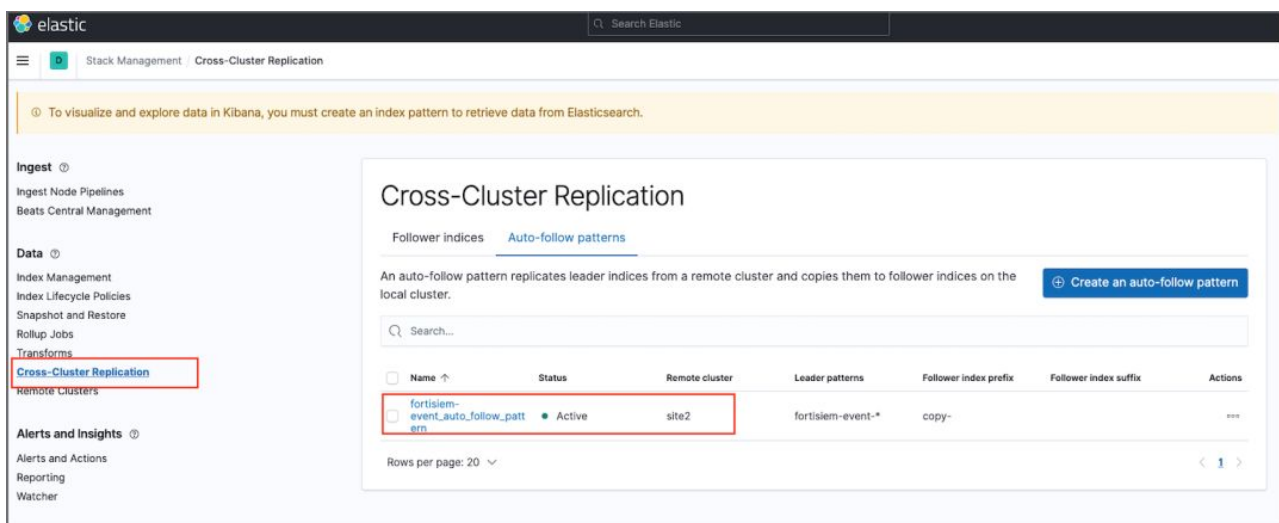 elastic
Search Elastic
D
Stack Management / Cross-Cluster Replication
To visualize and explore data in Kibana, you must create an index pattern to retrieve data from Elasticsearch.
Ingest
Ingest Node Pipelines
Beats Central Management
Data
Index Management
Index Lifecycle Policies
Snapshot and Restore
Rollup Jobs
Transforms
Cross-Cluster Replication
Remote Clusters
Alerts and Insights
Alerts and Actions
Reporting
Watcher
Cross-Cluster Replication
Follower indices Auto-follow patterns
An auto-follow pattern replicates leader indices from a remote cluster and copies them to follower indices on the
local cluster.
Create an auto-follow pattern
Search...
Name Status Remote cluster Leader patterns Follower index prefix Follower index suffix Actions
fortisiem-
event_auto_follow_patt Active site2 fortisiem-event-* copy-
ern
Rows per page: 20
1